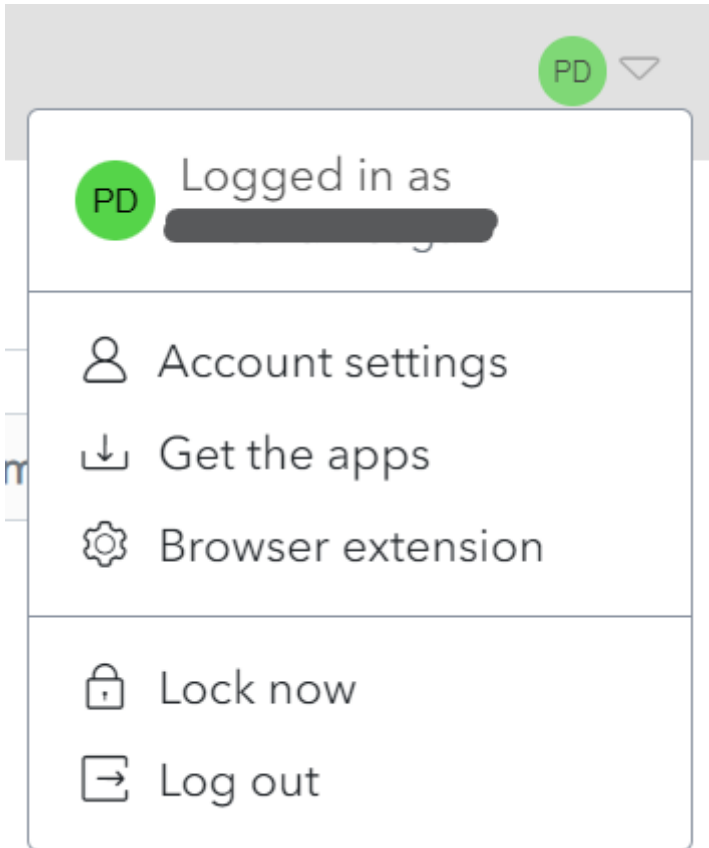 PD
Logged in as
PD
Account settings
Get the apps
Browser extension
Lock now
Log out